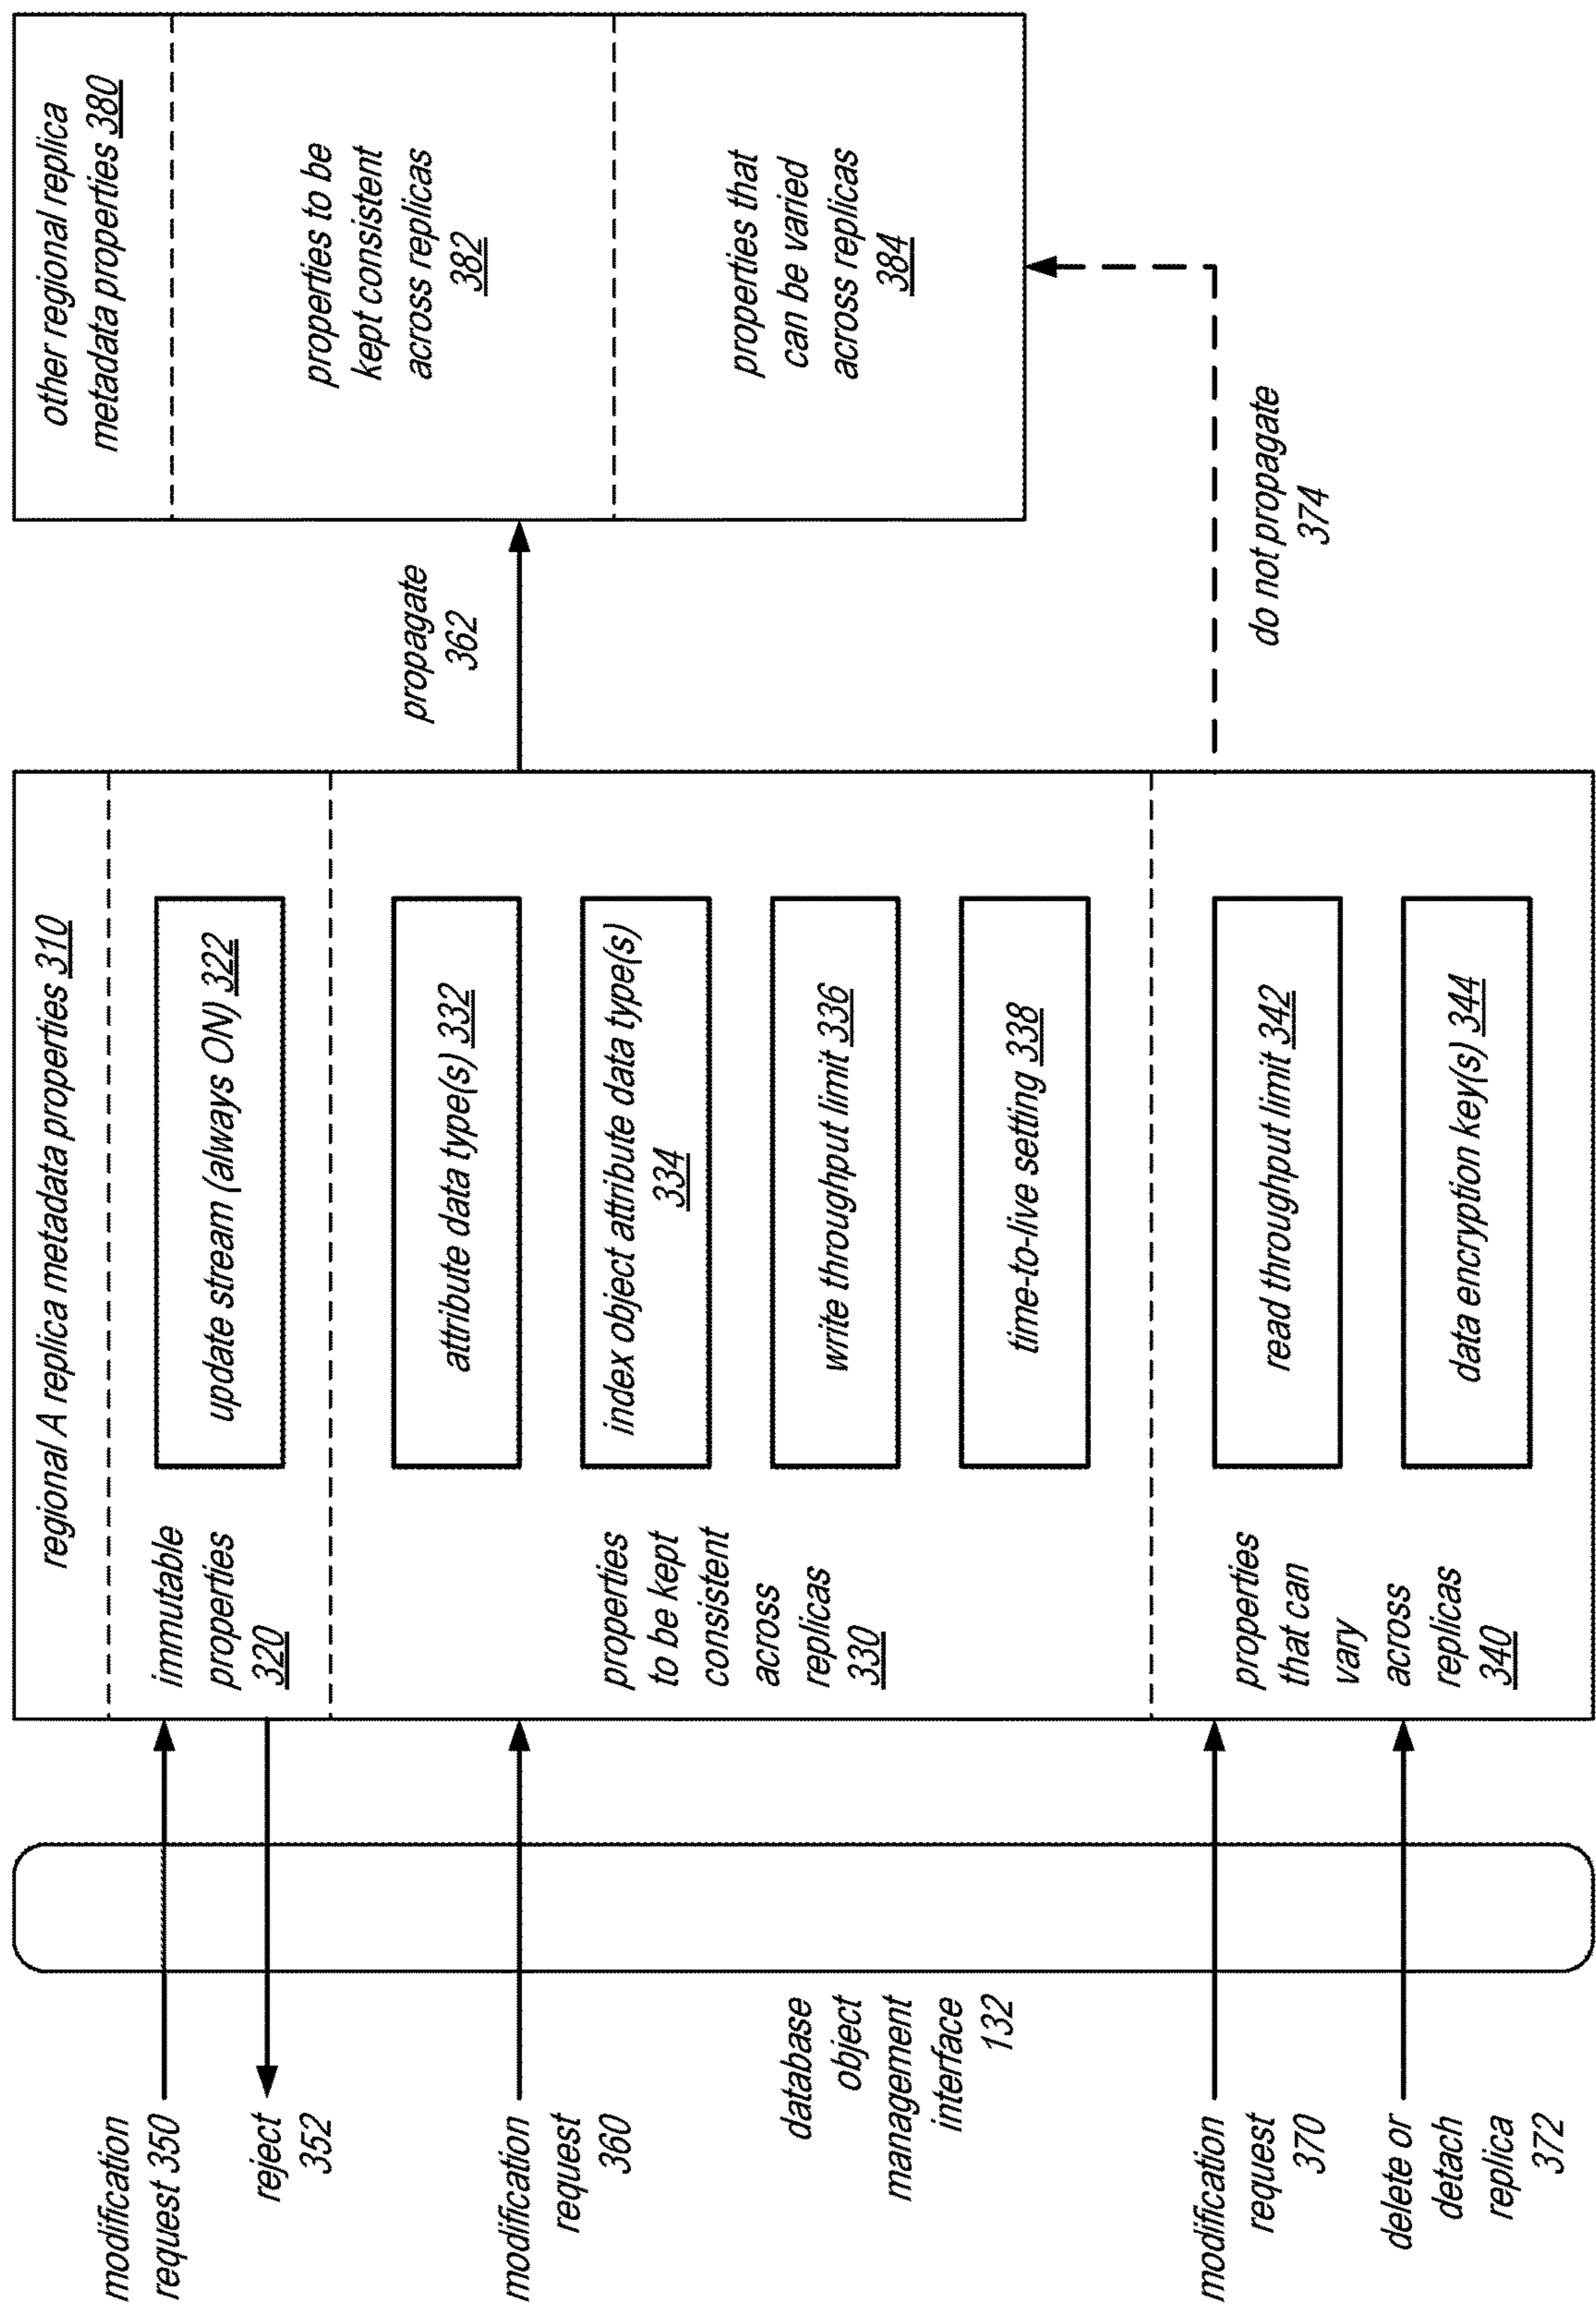 modification
request 350
reject
352
modification
request
360
database
object
management
interface 132
modification
request
370
delete or
detach
replica
372
regional A replica metadata properties 310
immutable
properties
320
update stream (always ON) 322
properties
to be kept
consistent
across
replicas
330
attribute data type(s) 332
index object attribute data type(s)
334
write throughput limit 336
time-to-live setting 338
properties
that can
vary
across
replicas
340
read throughput limit 342
data encryption key(s) 344
propagate
362
do not propagate
374
other regional replica
metadata properties 380
properties to be
kept consistent
across replicas
382
properties that
can be varied
across replicas
384